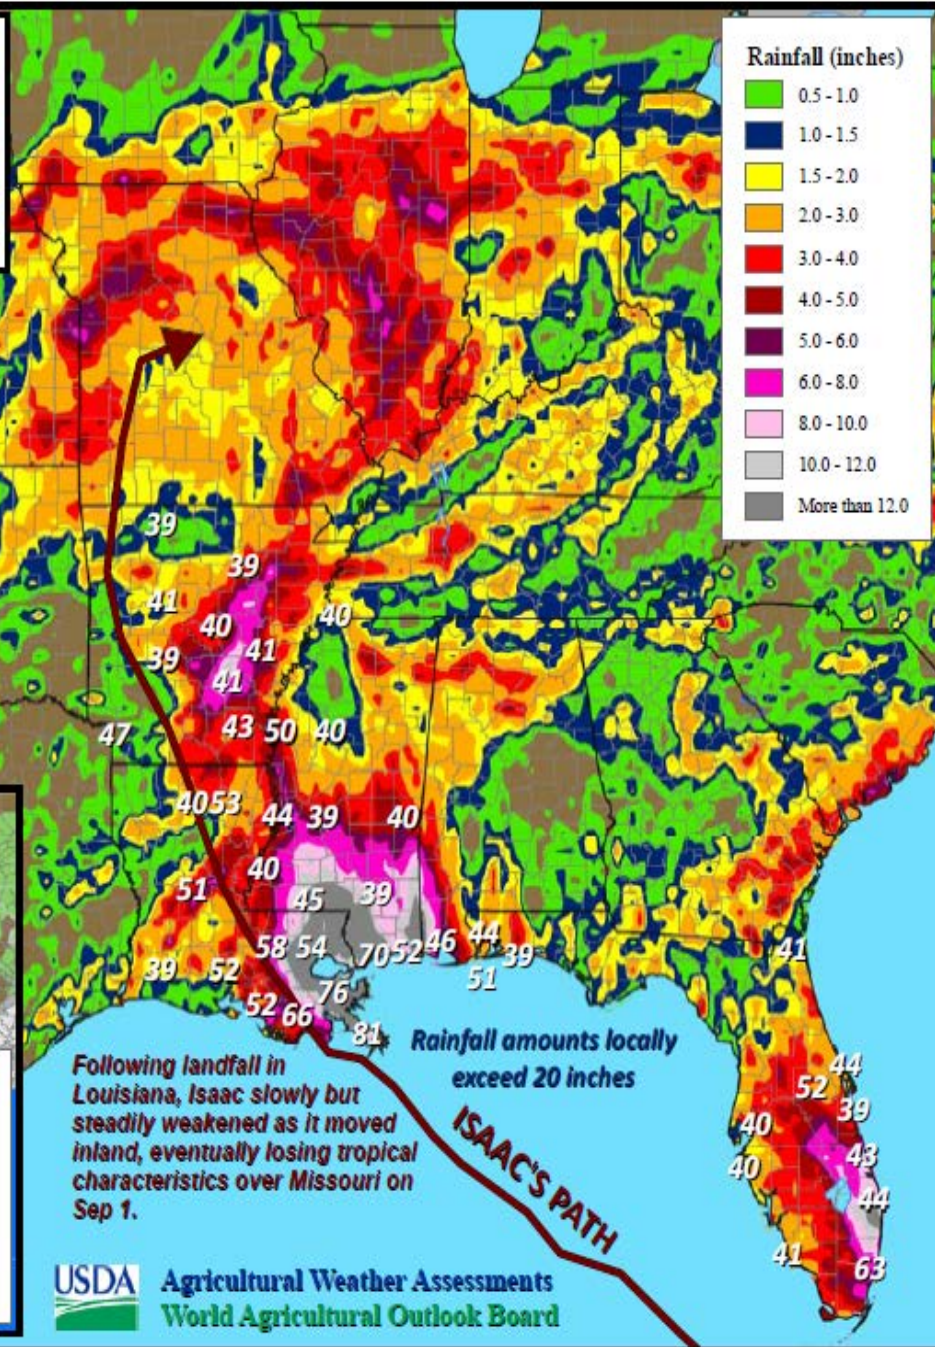 Rainfall (inches)
0.5 - 1.0
1.0 - 1.5
1.5 - 2.0
2.0 - 3.0
3.0 - 4.0
4.0 - 5.0
5.0 - 6.0
6.0 - 8.0
8.0 - 10.0
10.0 - 12.0
More than 12.0
39
39
41
40
40
41
39
41
43 50 40
47
40 53
44 39 40
40
51
45 39
58 54 70 52 46 44
39
41
39 52
51
76
52 66
81
Rainfall amounts locally
exceed 20 inches
44
52
39
40
43
40
44
41
63
Following landfall in
Louisiana, Isaac slowly but
steadily weakened as it moved
inland, eventually losing tropical
characteristics over Missouri on
Sep 1.
ISAAC'S PATH
USDA
Agricultural Weather Assessments
World Agricultural Outlook Board